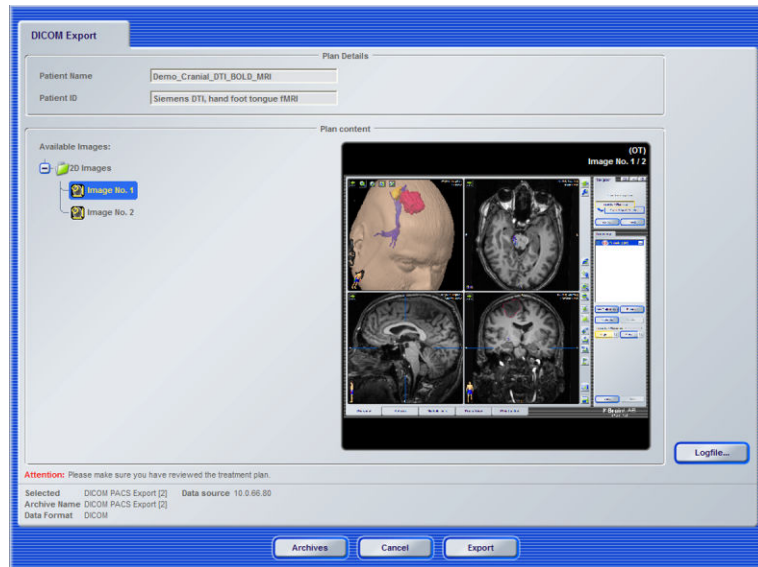 DICOM Export
Plan Details
Patient Name Demo_Cranial_DTI_BOLD_MRI
Patient ID Siemens DTI, hand foot tongue fMRI
Plan content
Available Images:
2D Images
Image No. 1
Image No. 2
(OT)
Image No. 1 / 2
Logfile...
Attention: Please make sure you have reviewed the treatment plan.
Selected DICOM PACS Export [2] Data source 10.0.66.80
Archive Name DICOM PACS Export [2]
Data Format DICOM
Archives Cancel Export